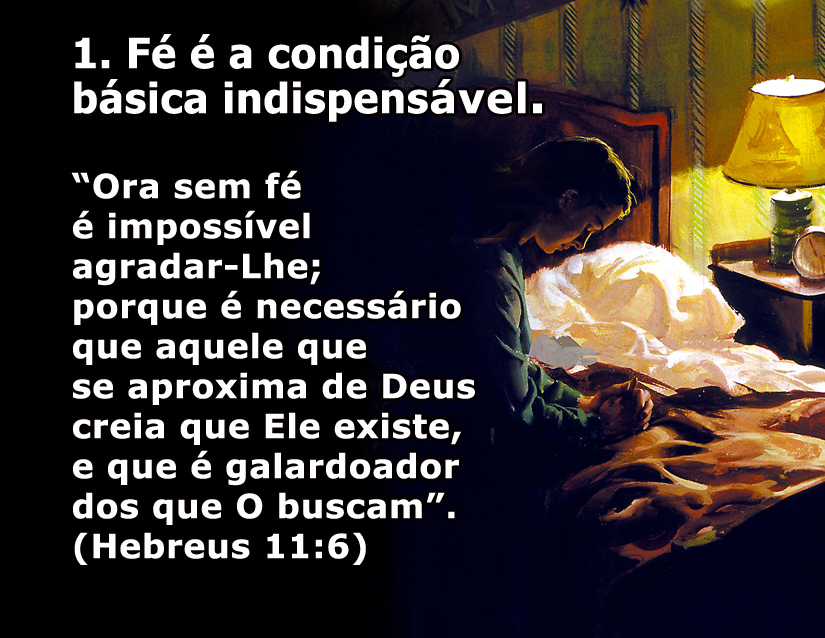 1. Fé é a condição
básica indispensável.
“Ora sem fé
é impossível
agradar-Lhe;
porque é necessário
que aquele que
se aproxima de Deus
creia que Ele existe,
e que é galardoador
dos que O buscam”.
(Hebreus 11:6)